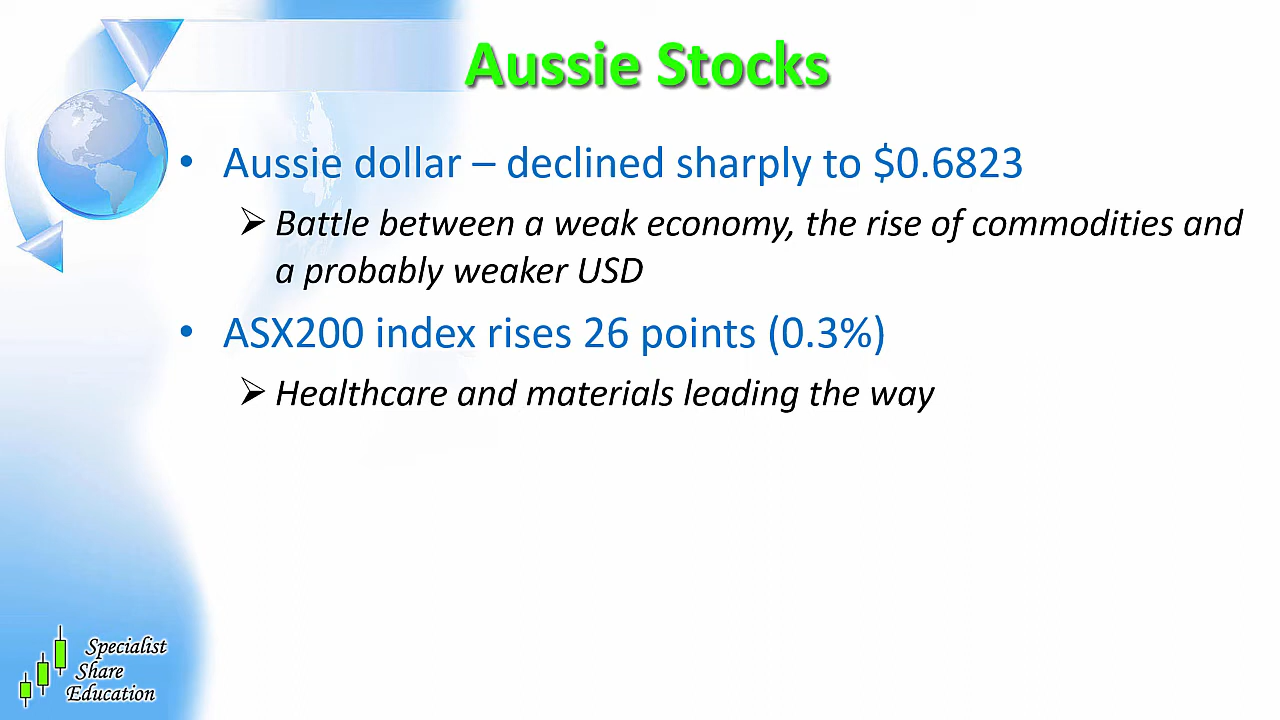 Aussie Stocks
• Aussie dollar – declined sharply to $0.6823
➢ Battle between a weak economy, the rise of commodities and
a probably weaker USD
• ASX200 index rises 26 points (0.3%)
➢ Healthcare and materials leading the way
Specialist
Share
Education